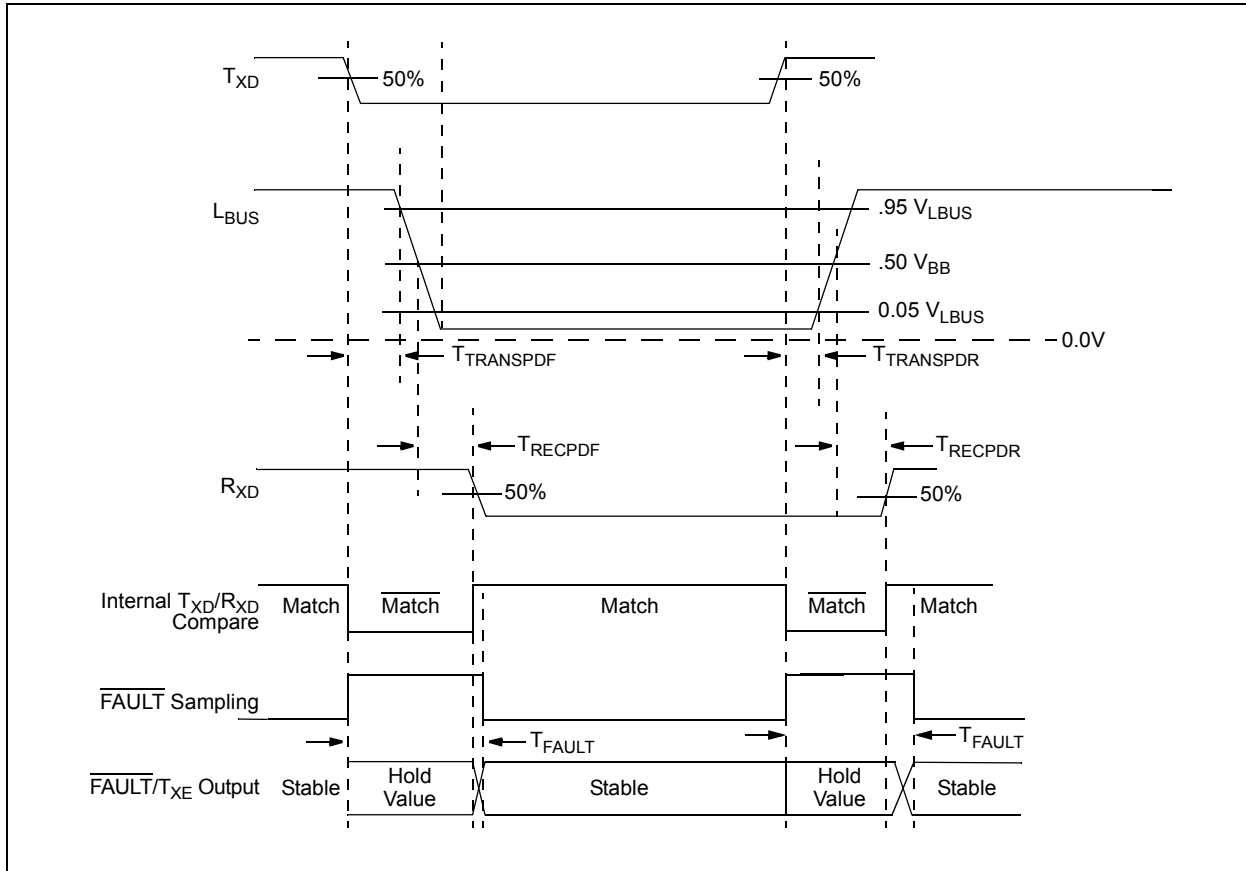 TXD
50%
50%
LBUS
.95 VLBUS
.50 VBB
0.05 VLBUS
0.0V
TTRANSPDF
TTRANSPDR
TRECPDF
TRECPDR
RXD
50%
50%
Internal TXD/RXD
Compare
Match
Match
Match
Match
Match
FAULT Sampling
TFAULT
TFAULT
FAULT/TXE Output
Stable
Hold
Value
Stable
Hold
Value
Stable